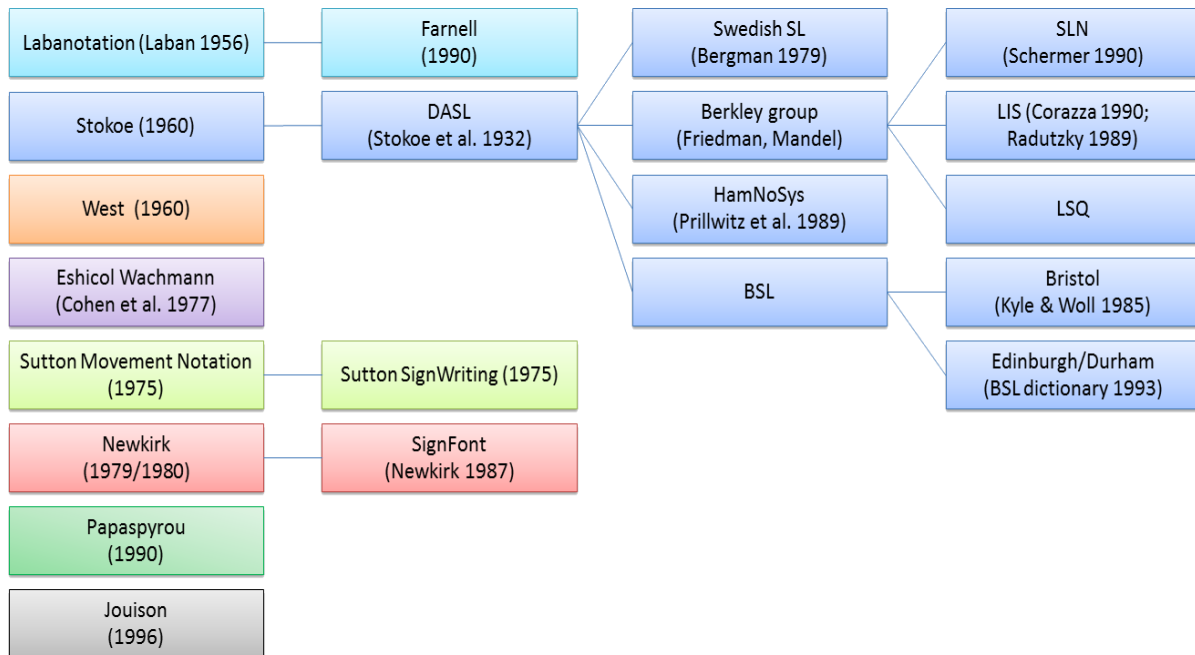 Labanotation (Laban 1956)
Farnell
(1990)
Swedish SL
(Bergman 1979)
SLN
(Schermer 1990)
Stokoe (1960)
DASL
(Stokoe et al. 1932)
Berkley group
(Friedman, Mandel)
LIS (Corazza 1990;
Radutzky 1989)
West (1960)
HamNoSys
(Prillwitz et al. 1989)
LSQ
Eshicol Wachmann
(Cohen et al. 1977)
BSL
Bristol
(Kyle & Woll 1985)
Sutton Movement Notation
(1975)
Sutton SignWriting (1975)
Edinburgh/Durham
(BSL dictionary 1993)
Newkirk
(1979/1980)
SignFont
(Newkirk 1987)
Papaspyrou
(1990)
Jouison
(1996)